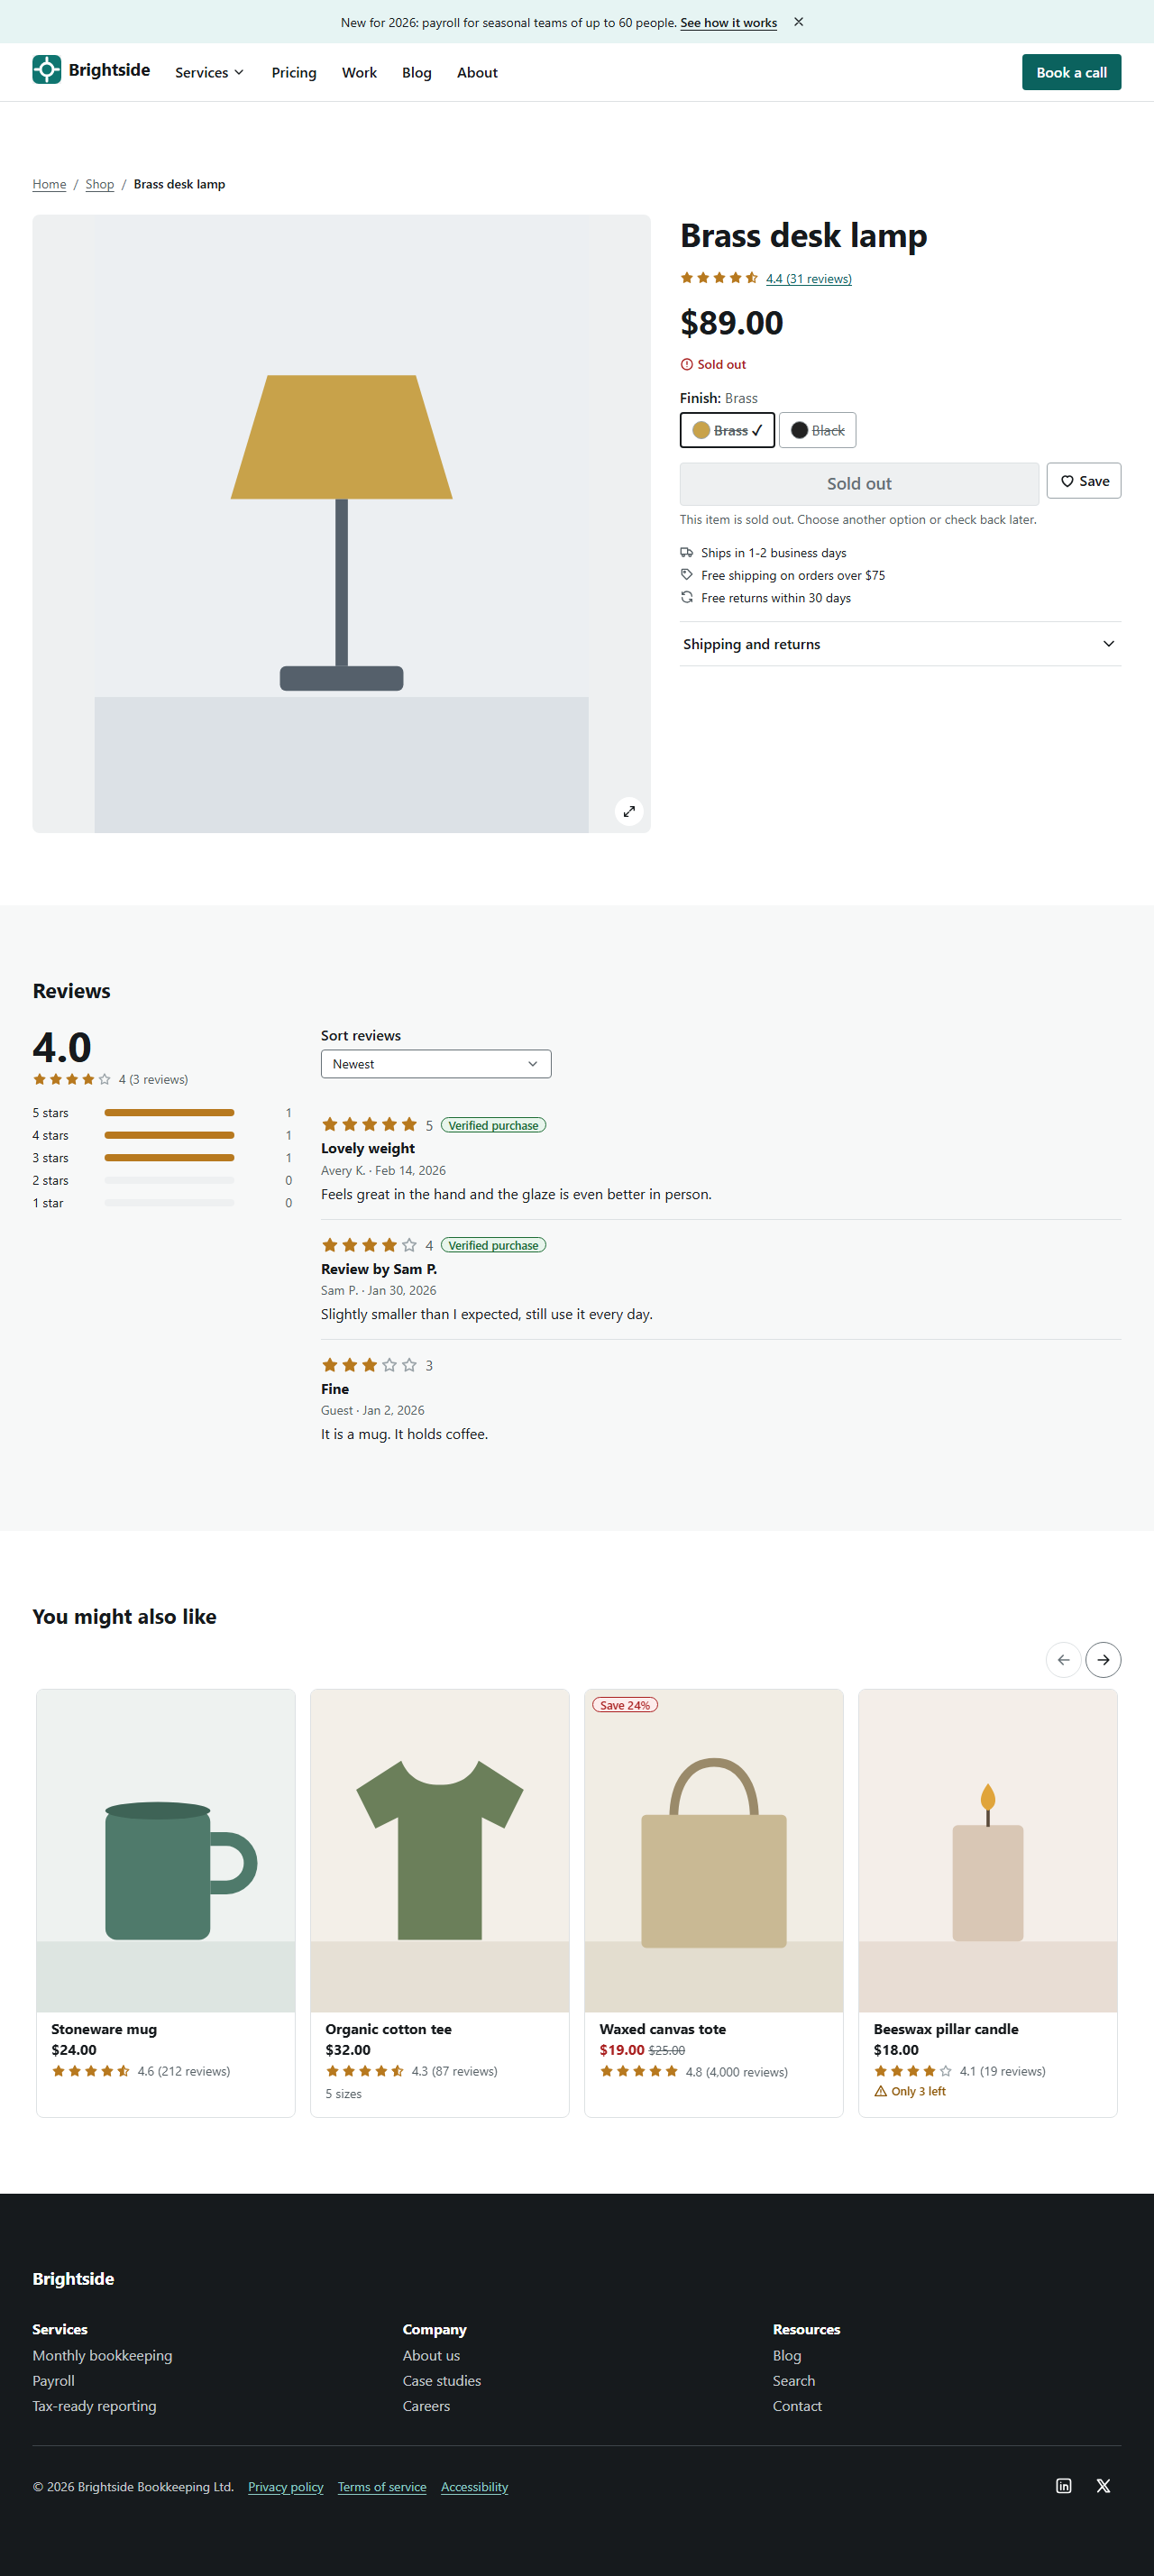 New for 2026: payroll for seasonal teams of up to 60 people. See how it works
Brightside
Services
Pricing
Work
Blog
About
Book a call
Home / Shop / Brass desk lamp
Brass desk lamp
4.4 (31 reviews)
$89.00
Sold out
Finish: Brass
Brass
Black
Sold out
Save
This item is sold out. Choose another option or check back later.
Ships in 1-2 business days
Free shipping on orders over $75
Free returns within 30 days
Shipping and returns
Reviews
4.0
4 (3 reviews)
5 stars 1
4 stars 1
3 stars 1
2 stars 0
1 star 0
Sort reviews
Newest
5 Verified purchase
Lovely weight
Avery K. · Feb 14, 2026
Feels great in the hand and the glaze is even better in person.
4 Verified purchase
Review by Sam P.
Sam P. · Jan 30, 2026
Slightly smaller than I expected, still use it every day.
3
Fine
Guest · Jan 2, 2026
It is a mug. It holds coffee.
You might also like
Stoneware mug
$24.00
4.6 (212 reviews)
Organic cotton tee
$32.00
4.3 (87 reviews)
5 sizes
Save 24%
Waxed canvas tote
$19.00 $25.00
4.8 (4,000 reviews)
Beeswax pillar candle
$18.00
4.1 (19 reviews)
Only 3 left
Brightside
Services
Monthly bookkeeping
Payroll
Tax-ready reporting
Company
About us
Case studies
Careers
Resources
Blog
Search
Contact
© 2026 Brightside Bookkeeping Ltd. Privacy policy Terms of service Accessibility